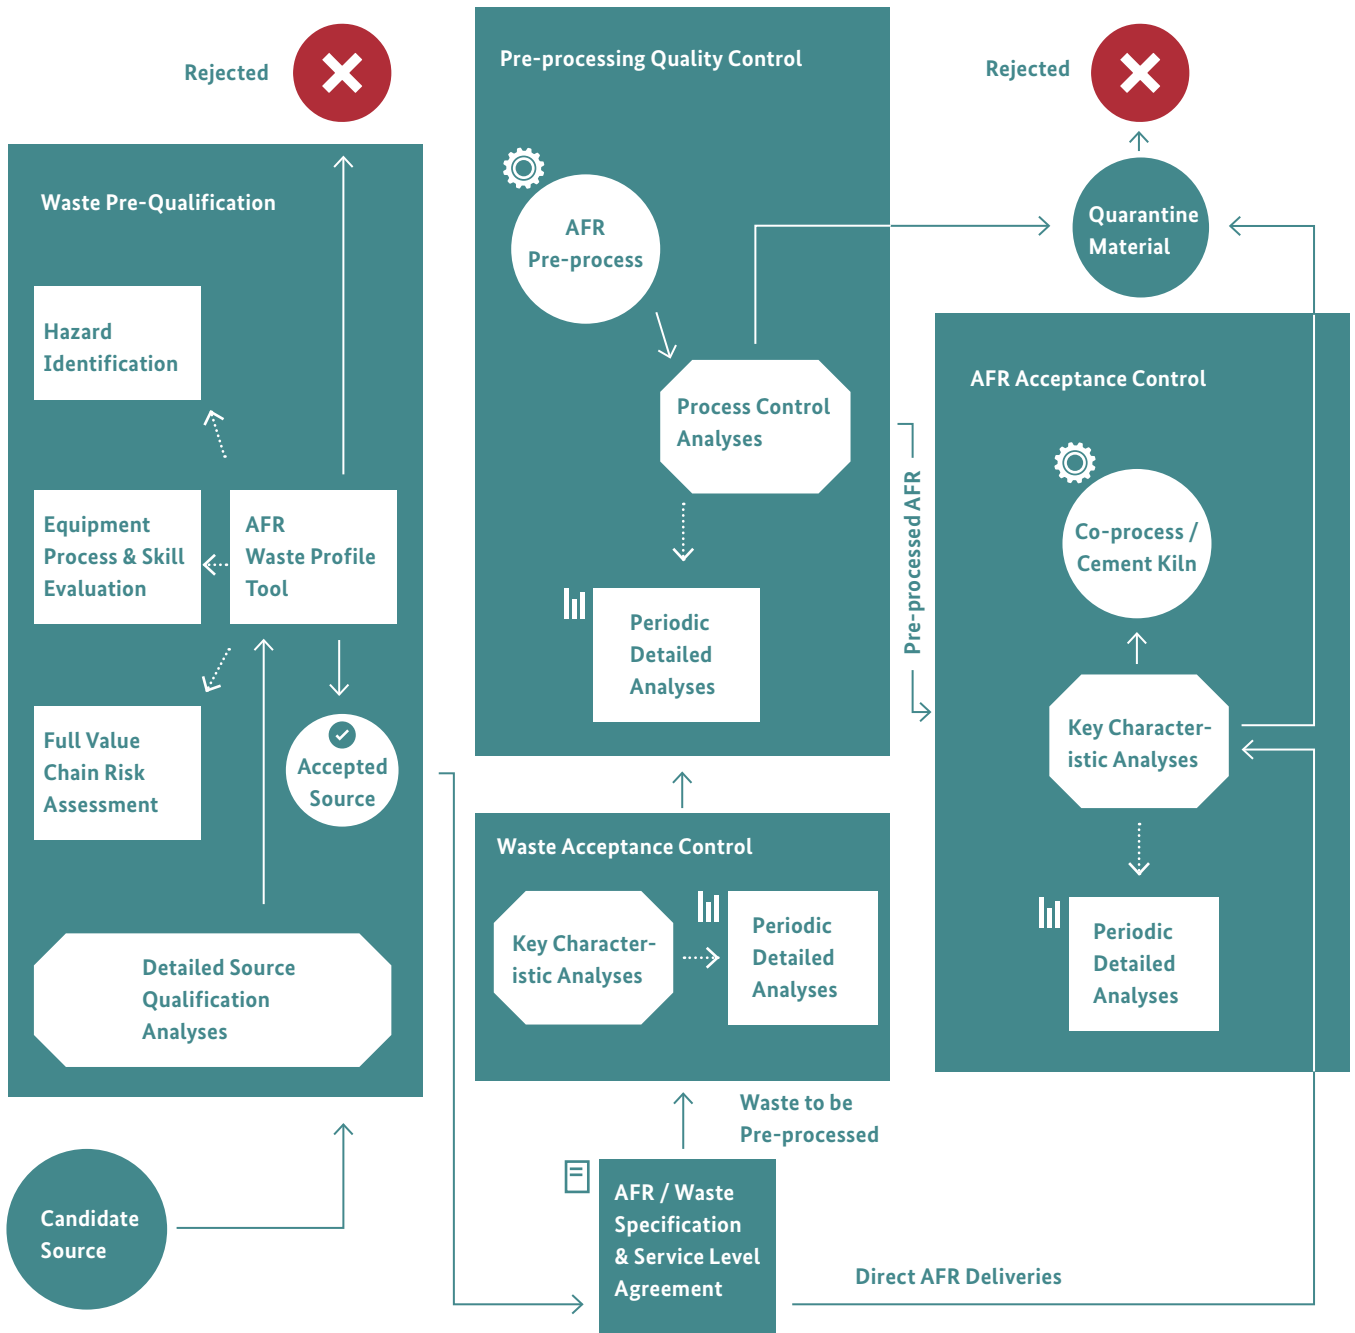 Rejected
Waste Pre-Qualification
Hazard
Identification
Equipment
Process & Skill
Evaluation
AFR
Waste Profile
Tool
Full Value
Chain Risk
Assessment
Accepted
Source
Detailed Source
Qualification
Analyses
Candidate
Source
Pre-processing Quality Control
AFR
Pre-process
Process Control
Analyses
Periodic
Detailed
Analyses
Waste Acceptance Control
Key Character-
istic Analyses
Periodic
Detailed
Analyses
Waste to be
Pre-processed
AFR / Waste
Specification
& Service Level
Agreement
Direct AFR Deliveries
Pre-processed AFR
Rejected
Quarantine
Material
AFR Acceptance Control
Co-process /
Cement Kiln
Key Character-
istic Analyses
Periodic
Detailed
Analyses